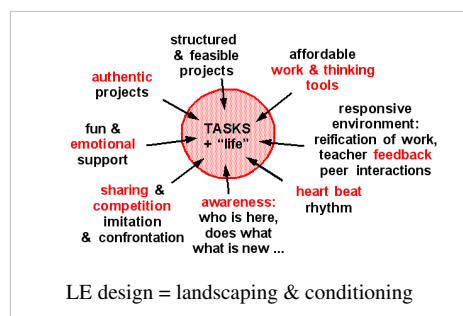 structured
& feasible
projects
affordable
work & thinking
tools
authentic
projects
TASKS
+ “life”
responsive
environment:
reification of work,
teacher feedback
peer interactions
fun &
emotional
support
sharing &
competition
imitation
& confrontation
awareness:
who is here,
does what
what is new ...
heart beat
rhythm
LE design = landscaping & conditioning